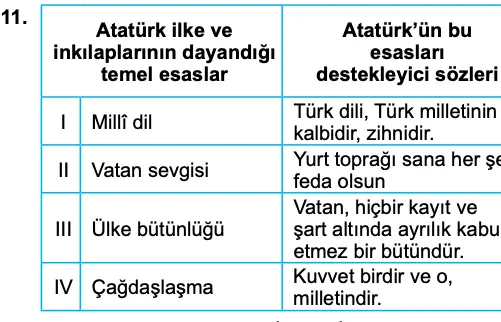 11.
Atatürk ilke ve
inkılaplarının dayandığı
temel esaslar
Atatürk’ün bu
esasları
destekleyici sözleri
I Millî dil
Türk dili, Türk milletinin
kalbidir, zihnidir.
II Vatan sevgisi
Yurt toprağı sana her
feda olsun
III Ülke bütünlüğü
Vatan, hiçbir kayıt ve
şart altında ayrılık
etmez bir bütündür.
IV Çağdaşlaşma
Kuvvet birdir ve o,
milletindir.